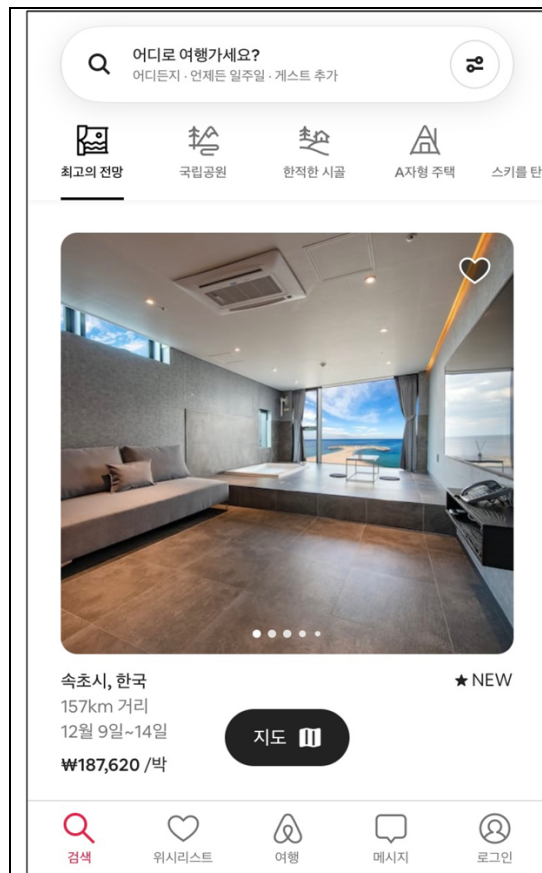 어디로 여행가세요?
어디든지 · 언제든 일주일 · 게스트 추가
최고의 전망
국립공원
한적한 시골
A자형 주택
스키를 탄
속초시, 한국
★ NEW
157km 거리
12월 9일~14일
₩187,620 /박
지도
검색
위시리스트
여행
메시지
로그인